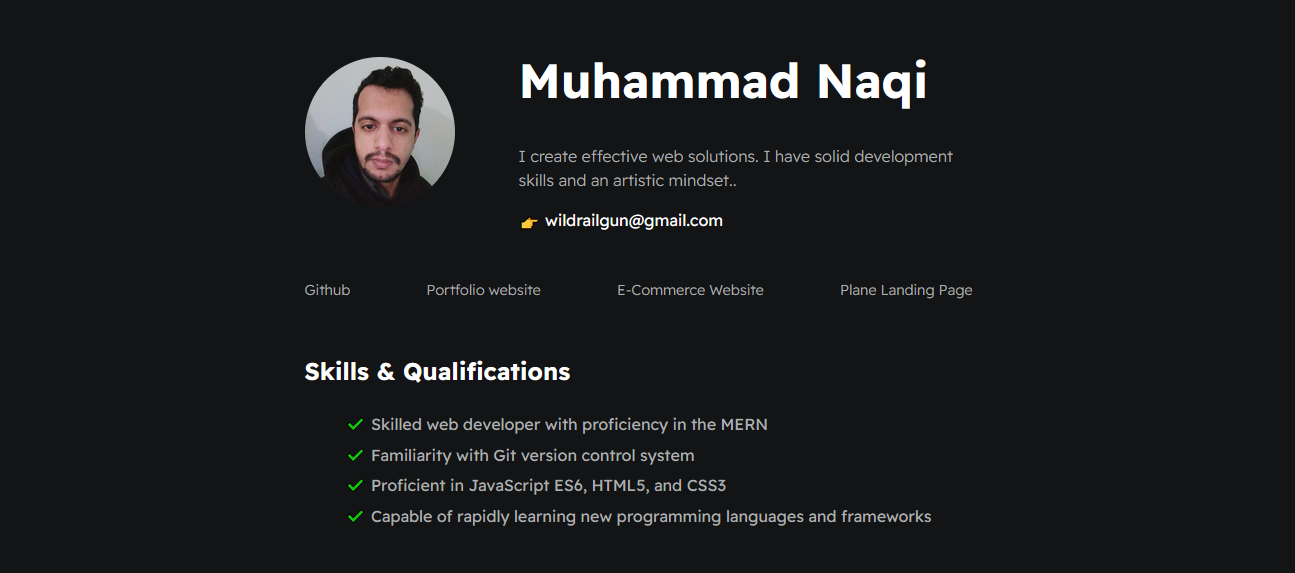 Muhammad Naqi
I create effective web solutions. I have solid development
skills and an artistic mindset..
👉 wildrailgun@gmail.com
Github
Portfolio website
E-Commerce Website
Plane Landing Page
Skills & Qualifications
Skilled web developer with proficiency in the MERN
Familiarity with Git version control system
Proficient in JavaScript ES6, HTML5, and CSS3
Capable of rapidly learning new programming languages and frameworks